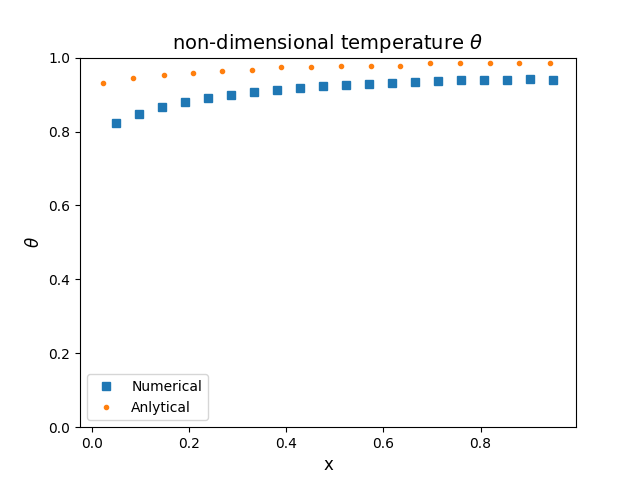 non-dimensional temperature θ
1.0
0.8
0.6
0.4
0.2
0.0
θ
Numerical
Anlytical
0.0 0.2 0.4 0.6 0.8
x